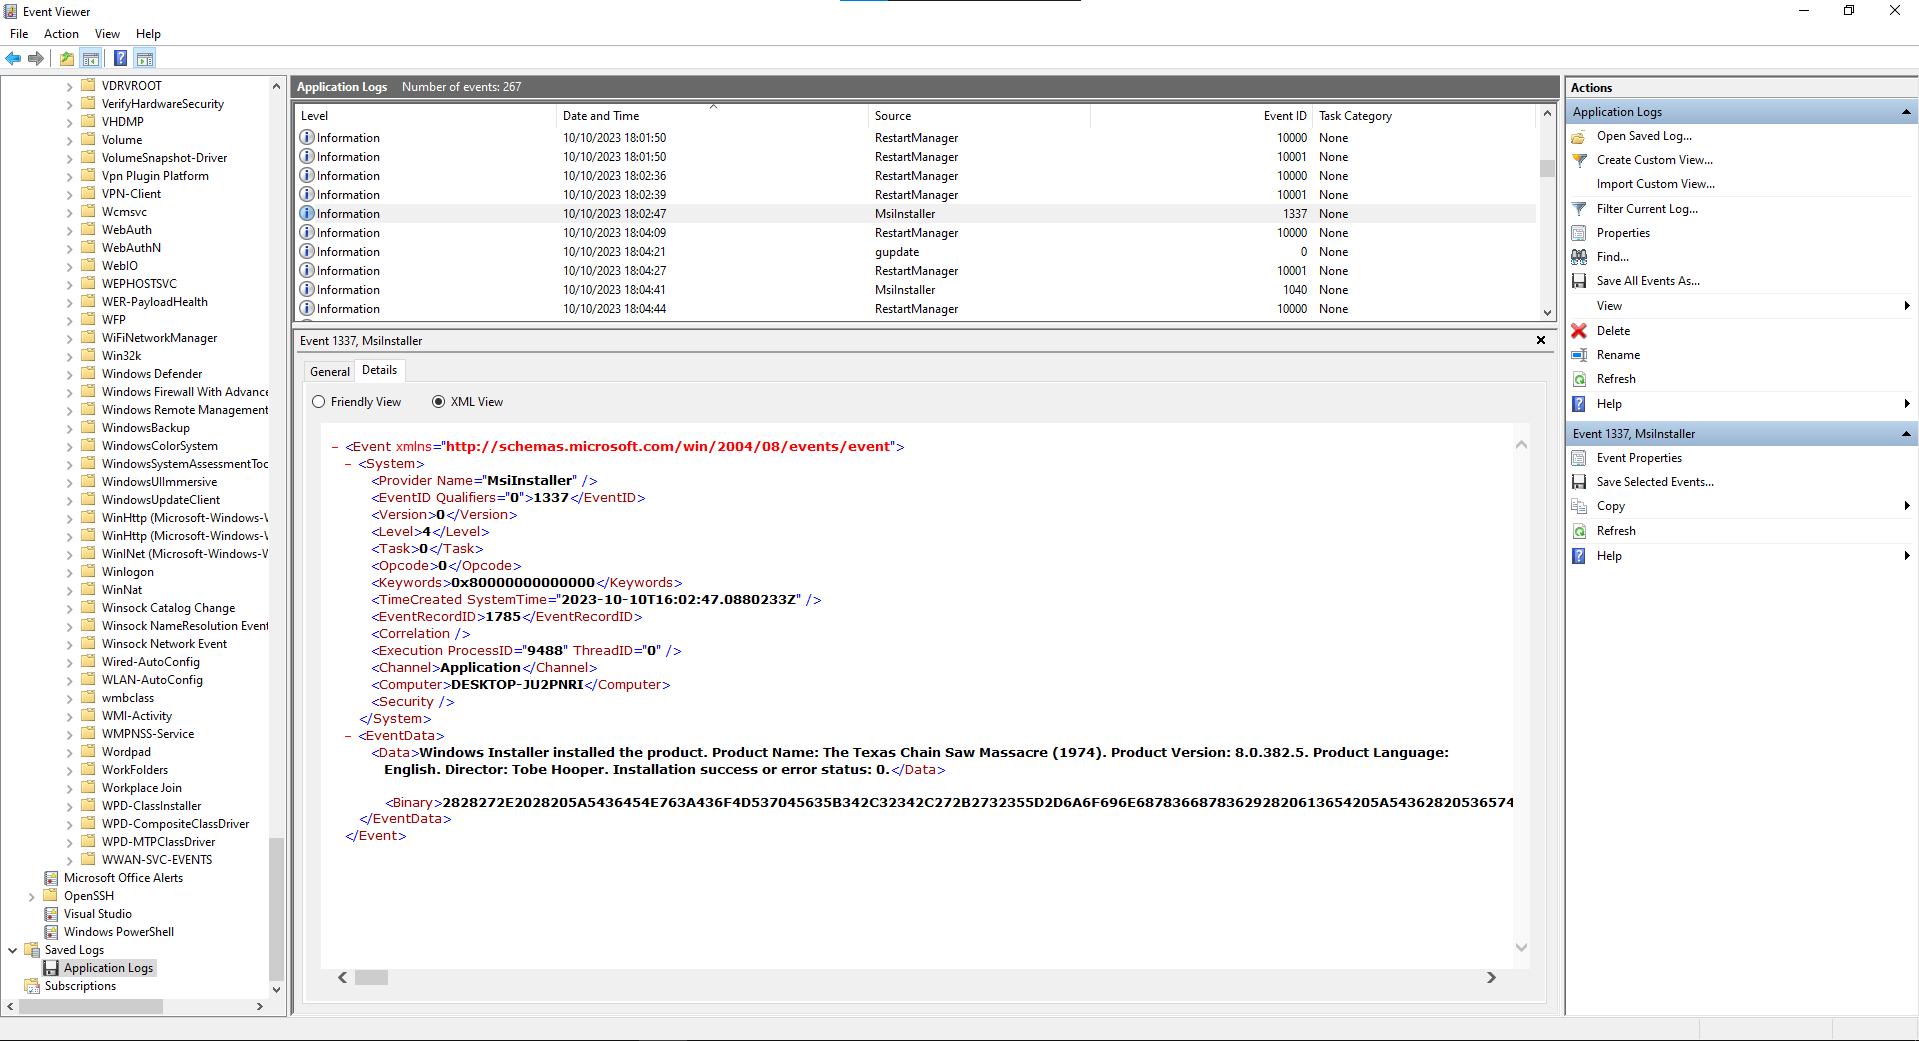 Event Viewer
File Action View Help
VDRVROOT
VerifyHardwareSecurity
VHDMP
Volume
VolumeSnapshot-Driver
Vpn Plugin Platform
VPN-Client
Wcmsvc
WebAuth
WebAuthN
WebIO
WEPHOSTSVC
WER-PayloadHealth
WFP
WiFiNetworkManager
Win32k
Windows Defender
Windows Firewall With Advance
Windows Remote Management
WindowsBackup
WindowsColorSystem
WindowsSystemAssessmentToo
WindowsUIImmersive
WindowsUpdateClient
WinHttp (Microsoft-Windows-W
WinHttp (Microsoft-Windows-W
WinINet (Microsoft-Windows-W
Winlogon
WinNat
Winsock Catalog Change
Winsock NameResolution Event
Winsock Network Event
Wired-AutoConfig
WLAN-AutoConfig
wmbclass
WMI-Activity
WMPNSS-Service
Wordpad
WorkFolders
Workplace Join
WPD-ClassInstaller
WPD-CompositeClassDriver
WPD-MTPClassDriver
WWAN-SVC-EVENTS
Microsoft Office Alerts
OpenSSH
Visual Studio
Windows PowerShell
Saved Logs
Application Logs
Subscriptions
Application Logs Number of events: 267
Level Date and Time Source Event ID Task Category
Information 10/10/2023 18:01:50 RestartManager 10000 None
Information 10/10/2023 18:01:50 RestartManager 10001 None
Information 10/10/2023 18:02:36 RestartManager 10000 None
Information 10/10/2023 18:02:39 RestartManager 10001 None
Information 10/10/2023 18:02:47 MsiInstaller 1337 None
Information 10/10/2023 18:04:09 RestartManager 10000 None
Information 10/10/2023 18:04:21 gupdate 0 None
Information 10/10/2023 18:04:27 RestartManager 10001 None
Information 10/10/2023 18:04:41 MsiInstaller 1040 None
Information 10/10/2023 18:04:44 RestartManager 10000 None
Event 1337, MsiInstaller
General Details
Friendly View XML View
- <Event xmlns="http://schemas.microsoft.com/win/2004/08/events/event">
- <System>
<Provider Name="MsiInstaller" />
<EventID Qualifiers="0">1337</EventID>
<Version>0</Version>
<Level>4</Level>
<Task>0</Task>
<Opcode>0</Opcode>
<Keywords>0x80000000000000</Keywords>
<TimeCreated SystemTime="2023-10-10T16:02:47.0880233Z" />
<EventRecordID>1785</EventRecordID>
<Correlation />
<Execution ProcessID="9488" ThreadID="0" />
<Channel>Application</Channel>
<Computer>DESKTOP-JU2PNRI</Computer>
<Security />
</System>
- <EventData>
<Data>Windows Installer installed the product. Product Name: The Texas Chain Saw Massacre (1974). Product Version: 8.0.382.5. Product Language:
English. Director: Tobe Hooper. Installation success or error status: 0.</Data>
<Binary>2828272E2028205A5436454E763A436F4D537045635B342C32342C272B2732355D2D6A6F696E687836687836292820613654205A54362820536574
</EventData>
</Event>
Actions
Application Logs
Open Saved Log...
Create Custom View...
Import Custom View...
Filter Current Log...
Properties
Find...
Save All Events As...
View
Delete
Rename
Refresh
Help
Event 1337, MsiInstaller
Event Properties
Save Selected Events...
Copy
Refresh
Help